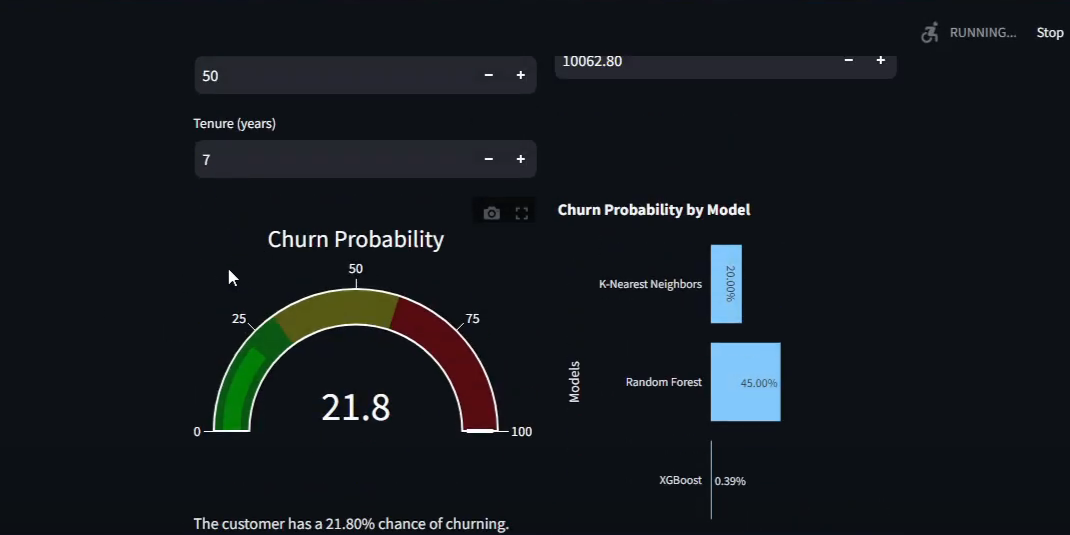 RUNNING... Stop
50
10062.80
Tenure (years)
7
Churn Probability
0
25
50
75
100
21.8
The customer has a 21.80% chance of churning.
Churn Probability by Model
Models
K-Nearest Neighbors
20.00%
Random Forest
45.00%
XGBoost
0.39%